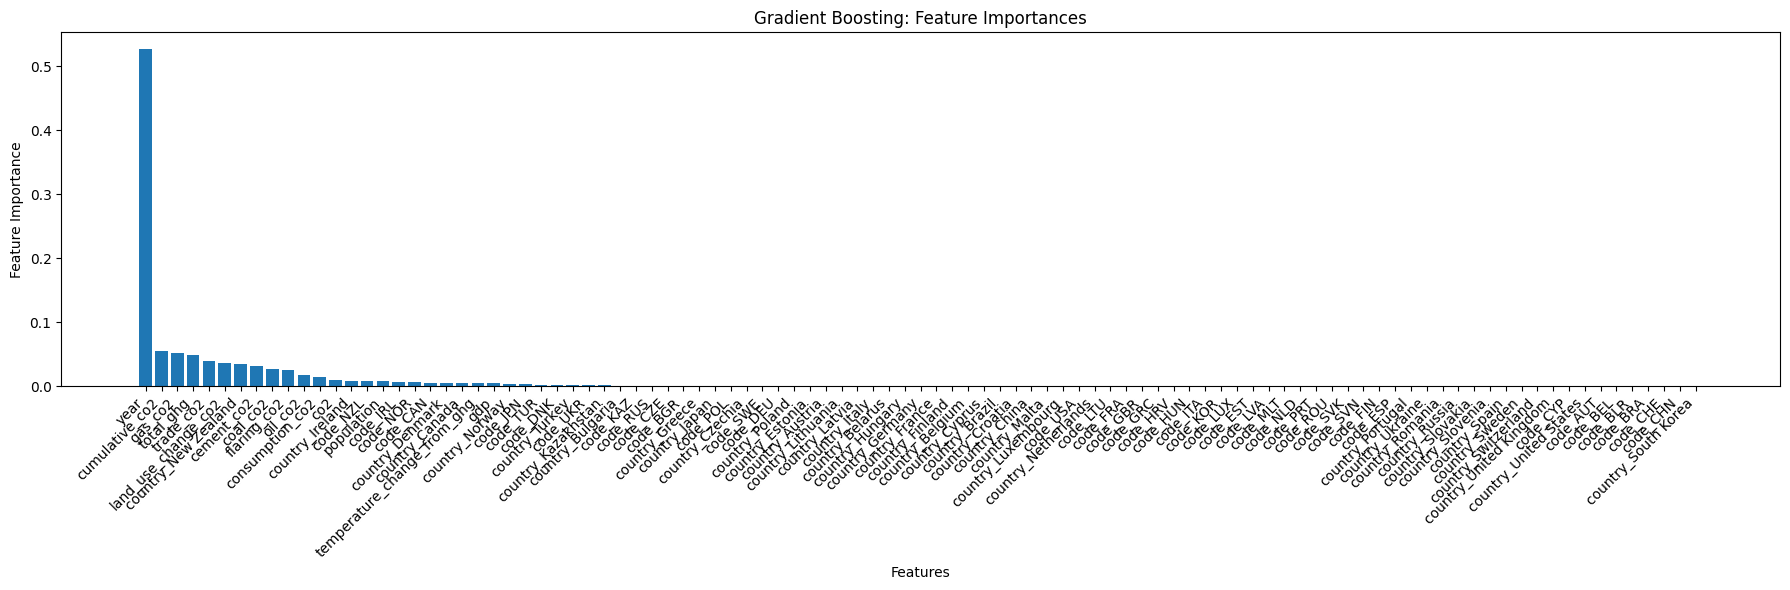 Gradient Boosting: Feature Importances
Feature Importance
0.5
0.4
0.3
0.2
0.1
0.0
year
cumulative_co2
gas_co2
total_ghg
trade_co2
land_use_change_co2
country_New Zealand
cement_co2
coal_co2
flaring_co2
oil_co2
co2
consumption_co2
country_Ireland
code_NZL
population
code_IRL
code_NOR
code_CAN
country_Denmark
country_Canada
temperature_change_from_ghg
gdp
country_Norway
code_JPN
code_TUR
code_DNK
country_Turkey
code_UKR
country_Kazakhstan
country_Bulgaria
code_KAZ
code_RUS
code_CZE
code_BGR
country_Greece
country_Japan
code_POL
country_Czechia
code_SWE
code_DEU
country_Poland
country_Estonia
country_Austria
country_Lithuania
country_Latvia
country_Italy
country_Belarus
country_Hungary
country_Germany
country_France
country_Finland
country_Belgium
country_Cyprus
country_Croatia
country_Brazil
country_China
country_Malta
country_Luxembourg
code_USA
country_Netherlands
code_LTU
code_FRA
code_GBR
code_GRC
code_HRV
code_HUN
code_ITA
code_KOR
code_LUX
code_EST
code_LVA
code_MLT
code_NLD
code_PRT
code_ROU
code_SVK
code_SVN
code_FIN
code_ESP
country_Portugal
country_Ukraine
country_Romania
country_Russia
country_Slovakia
country_Slovenia
country_Spain
country_Sweden
country_Switzerland
country_United Kingdom
code_CYP
country_United States
code_AUT
code_BEL
code_BLR
code_BRA
code_CHE
code_CHN
country_South Korea
Features